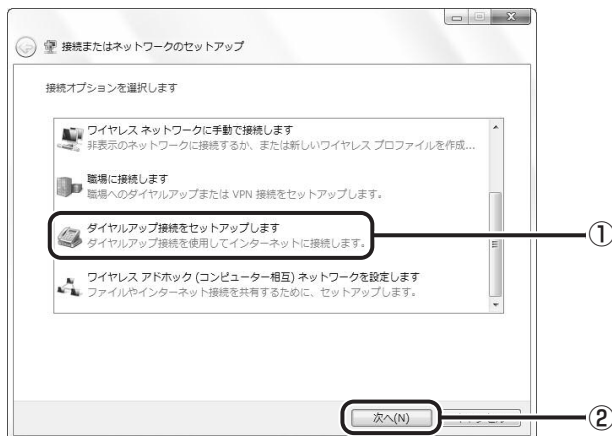 接続またはネットワークのセットアップ
接続オプションを選択します
ワイヤレス ネットワークに手動で接続します
非表示のネットワークに接続するか、または新しいワイヤレス プロファイルを作成...
職場に接続します
職場へのダイヤルアップまたは VPN 接続をセットアップします。
ダイヤルアップ接続をセットアップします
ダイヤルアップ接続を使用してインターネットに接続します。
①
ワイヤレス アドホック (コンピューター相互) ネットワークを設定します
ファイルやインターネット接続を共有するために、セットアップします。
次へ(N)
②